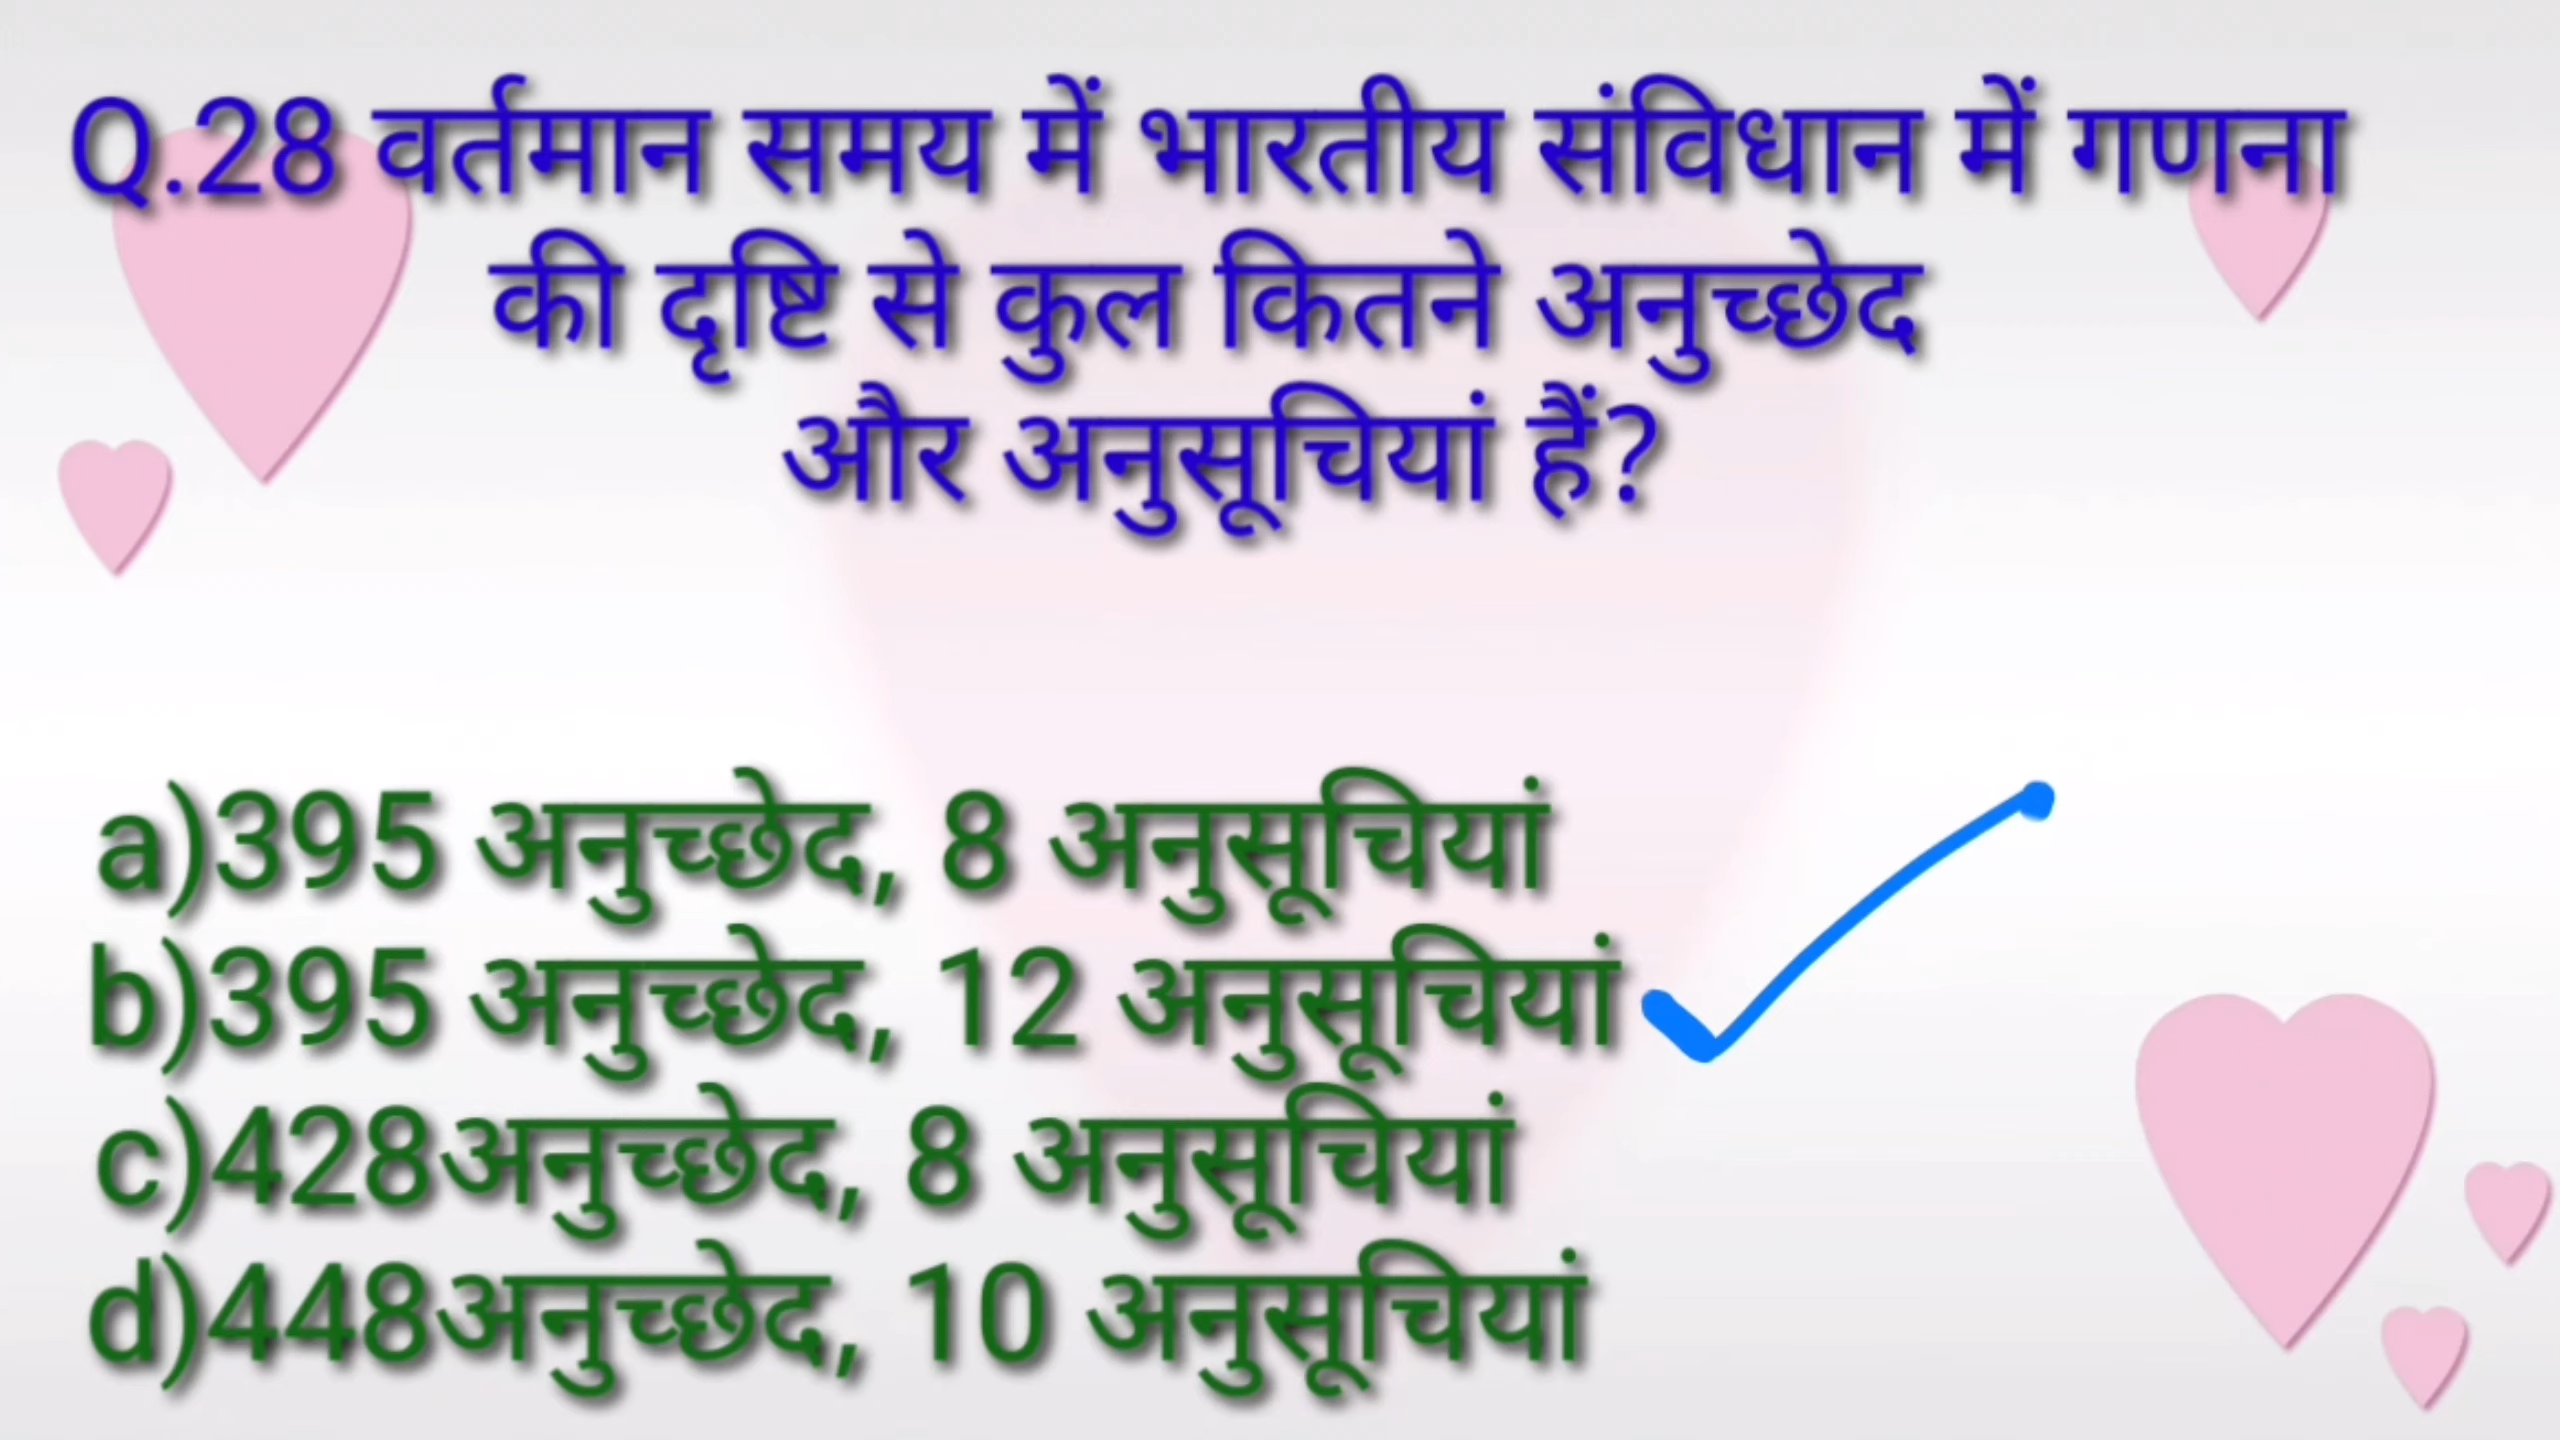 Q.28 वर्तमान समय में भारतीय संविधान में गणना
की दृष्टि से कुल कितने अनुच्छेद
और अनुसूचियां हैं?
a)395 अनुच्छेद, 8 अनुसूचियां
b)395 अनुच्छेद, 12 अनुसूचियां
c)428अनुच्छेद, 8 अनुसूचियां
d)448अनुच्छेद, 10 अनुसूचियां